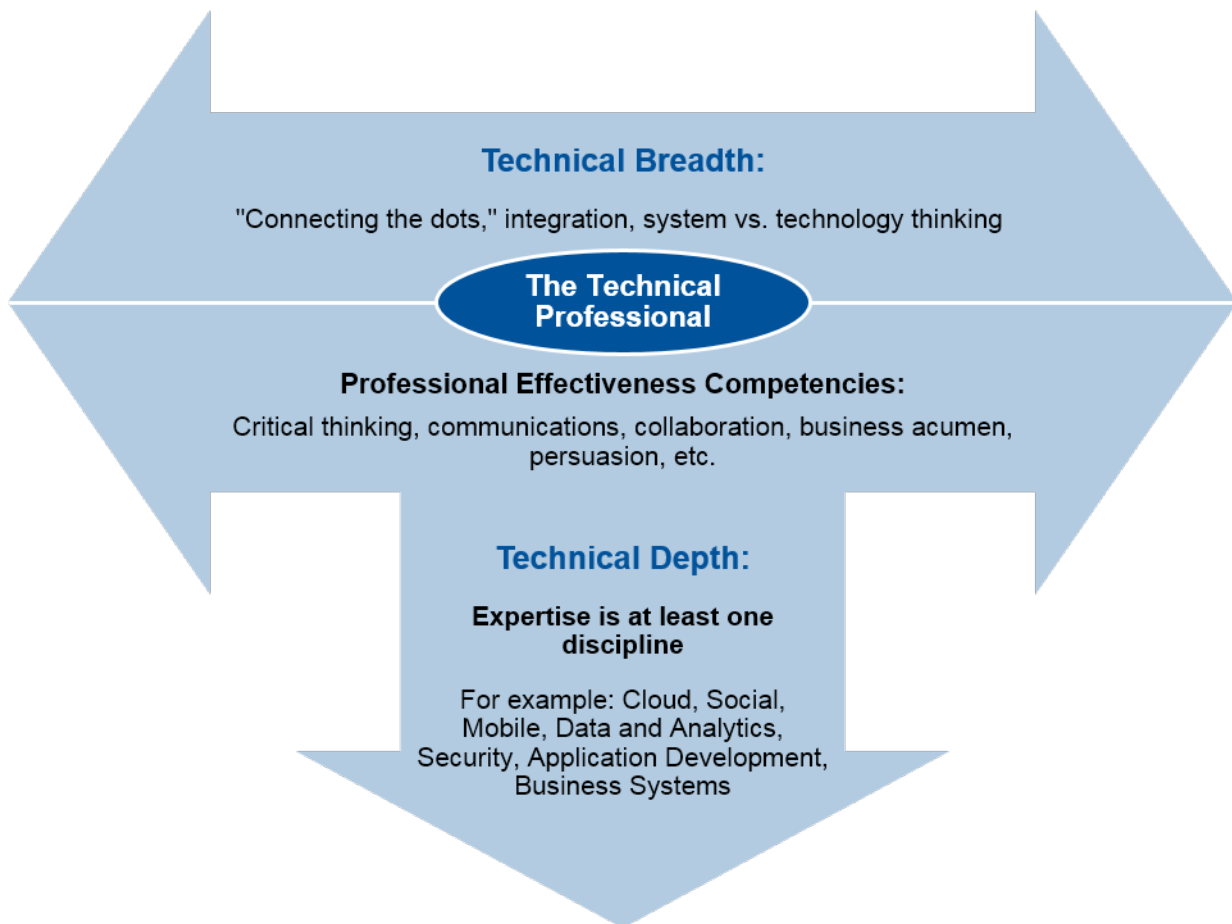 Technical Breadth:
"Connecting the dots," integration, system vs. technology thinking
The Technical
Professional
Professional Effectiveness Competencies:
Critical thinking, communications, collaboration, business acumen,
persuasion, etc.
Technical Depth:
Expertise is at least one
discipline
For example: Cloud, Social,
Mobile, Data and Analytics,
Security, Application Development,
Business Systems